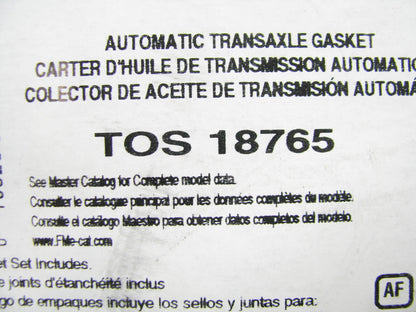 AUTOMATIC TRANSAXLE GASKET
CARTER D'HUILE DE TRANSMISSION AUTOMATIC
COLECTOR DE ACEITE DE TRANSMISIÓN AUTOMÁ
TOS 18765
See Master Catalog for Complete model data.
Consulter le catalogue principal pour les données complètes du modèle.
Consulte el catálogo Maestro para obtener datos completos del modelo.
www.FMe-cat.com
et Set Includes.
e joints d'étanchéité inclus
go de empaques incluye los sellos y juntas para:
AF